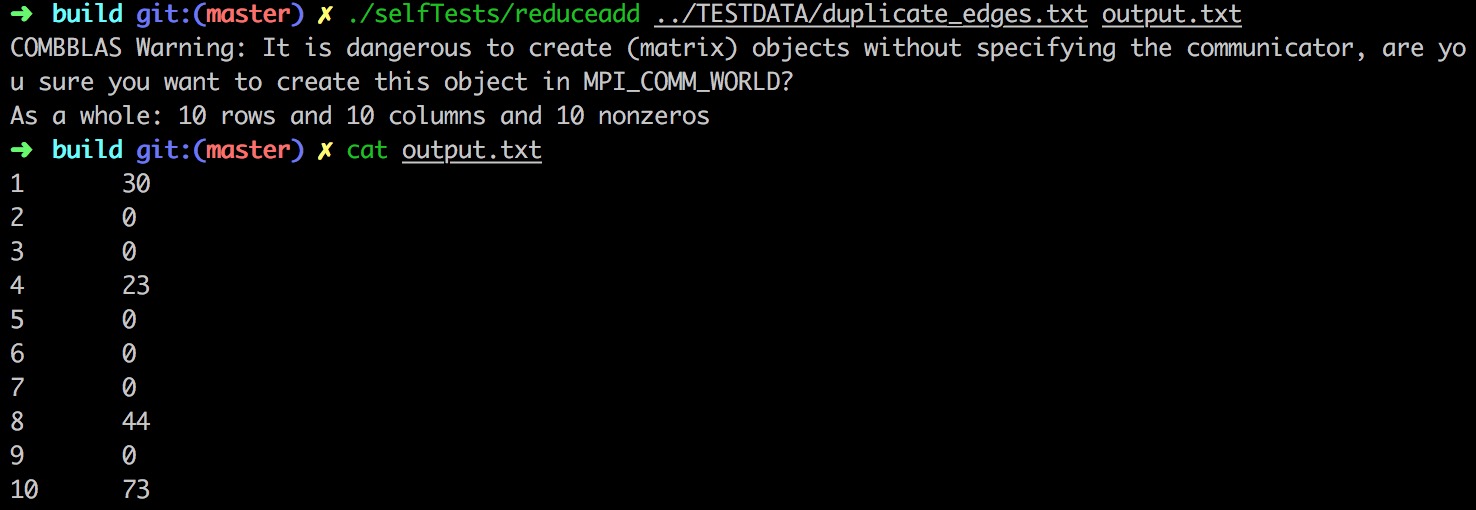 ➜ build git:(master) ✗ ./selfTests/reduceadd ../TESTDATA/duplicate_edges.txt output.txt
COMBBLAS Warning: It is dangerous to create (matrix) objects without specifying the communicator, are yo
u sure you want to create this object in MPI_COMM_WORLD?
As a whole: 10 rows and 10 columns and 10 nonzeros
➜ build git:(master) ✗ cat output.txt
1 30
2 0
3 0
4 23
5 0
6 0
7 0
8 44
9 0
10 73